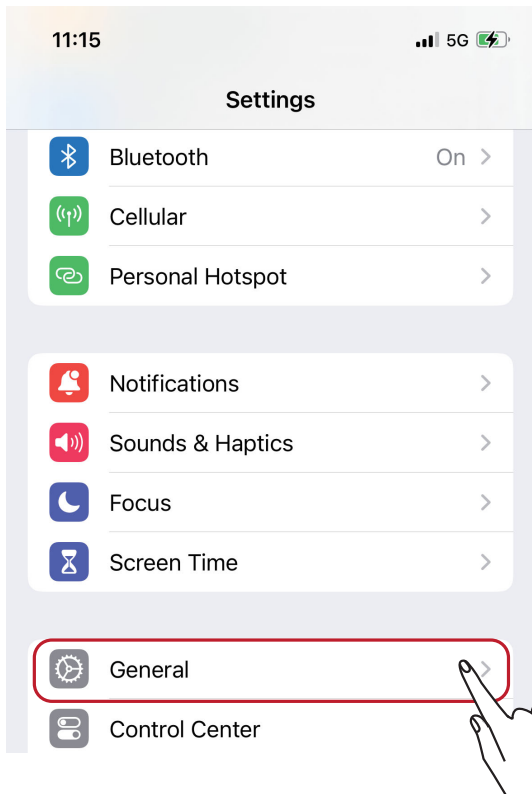 11:15 5G
Settings
Bluetooth On
Cellular
Personal Hotspot
Notifications
Sounds & Haptics
Focus
Screen Time
General
Control Center